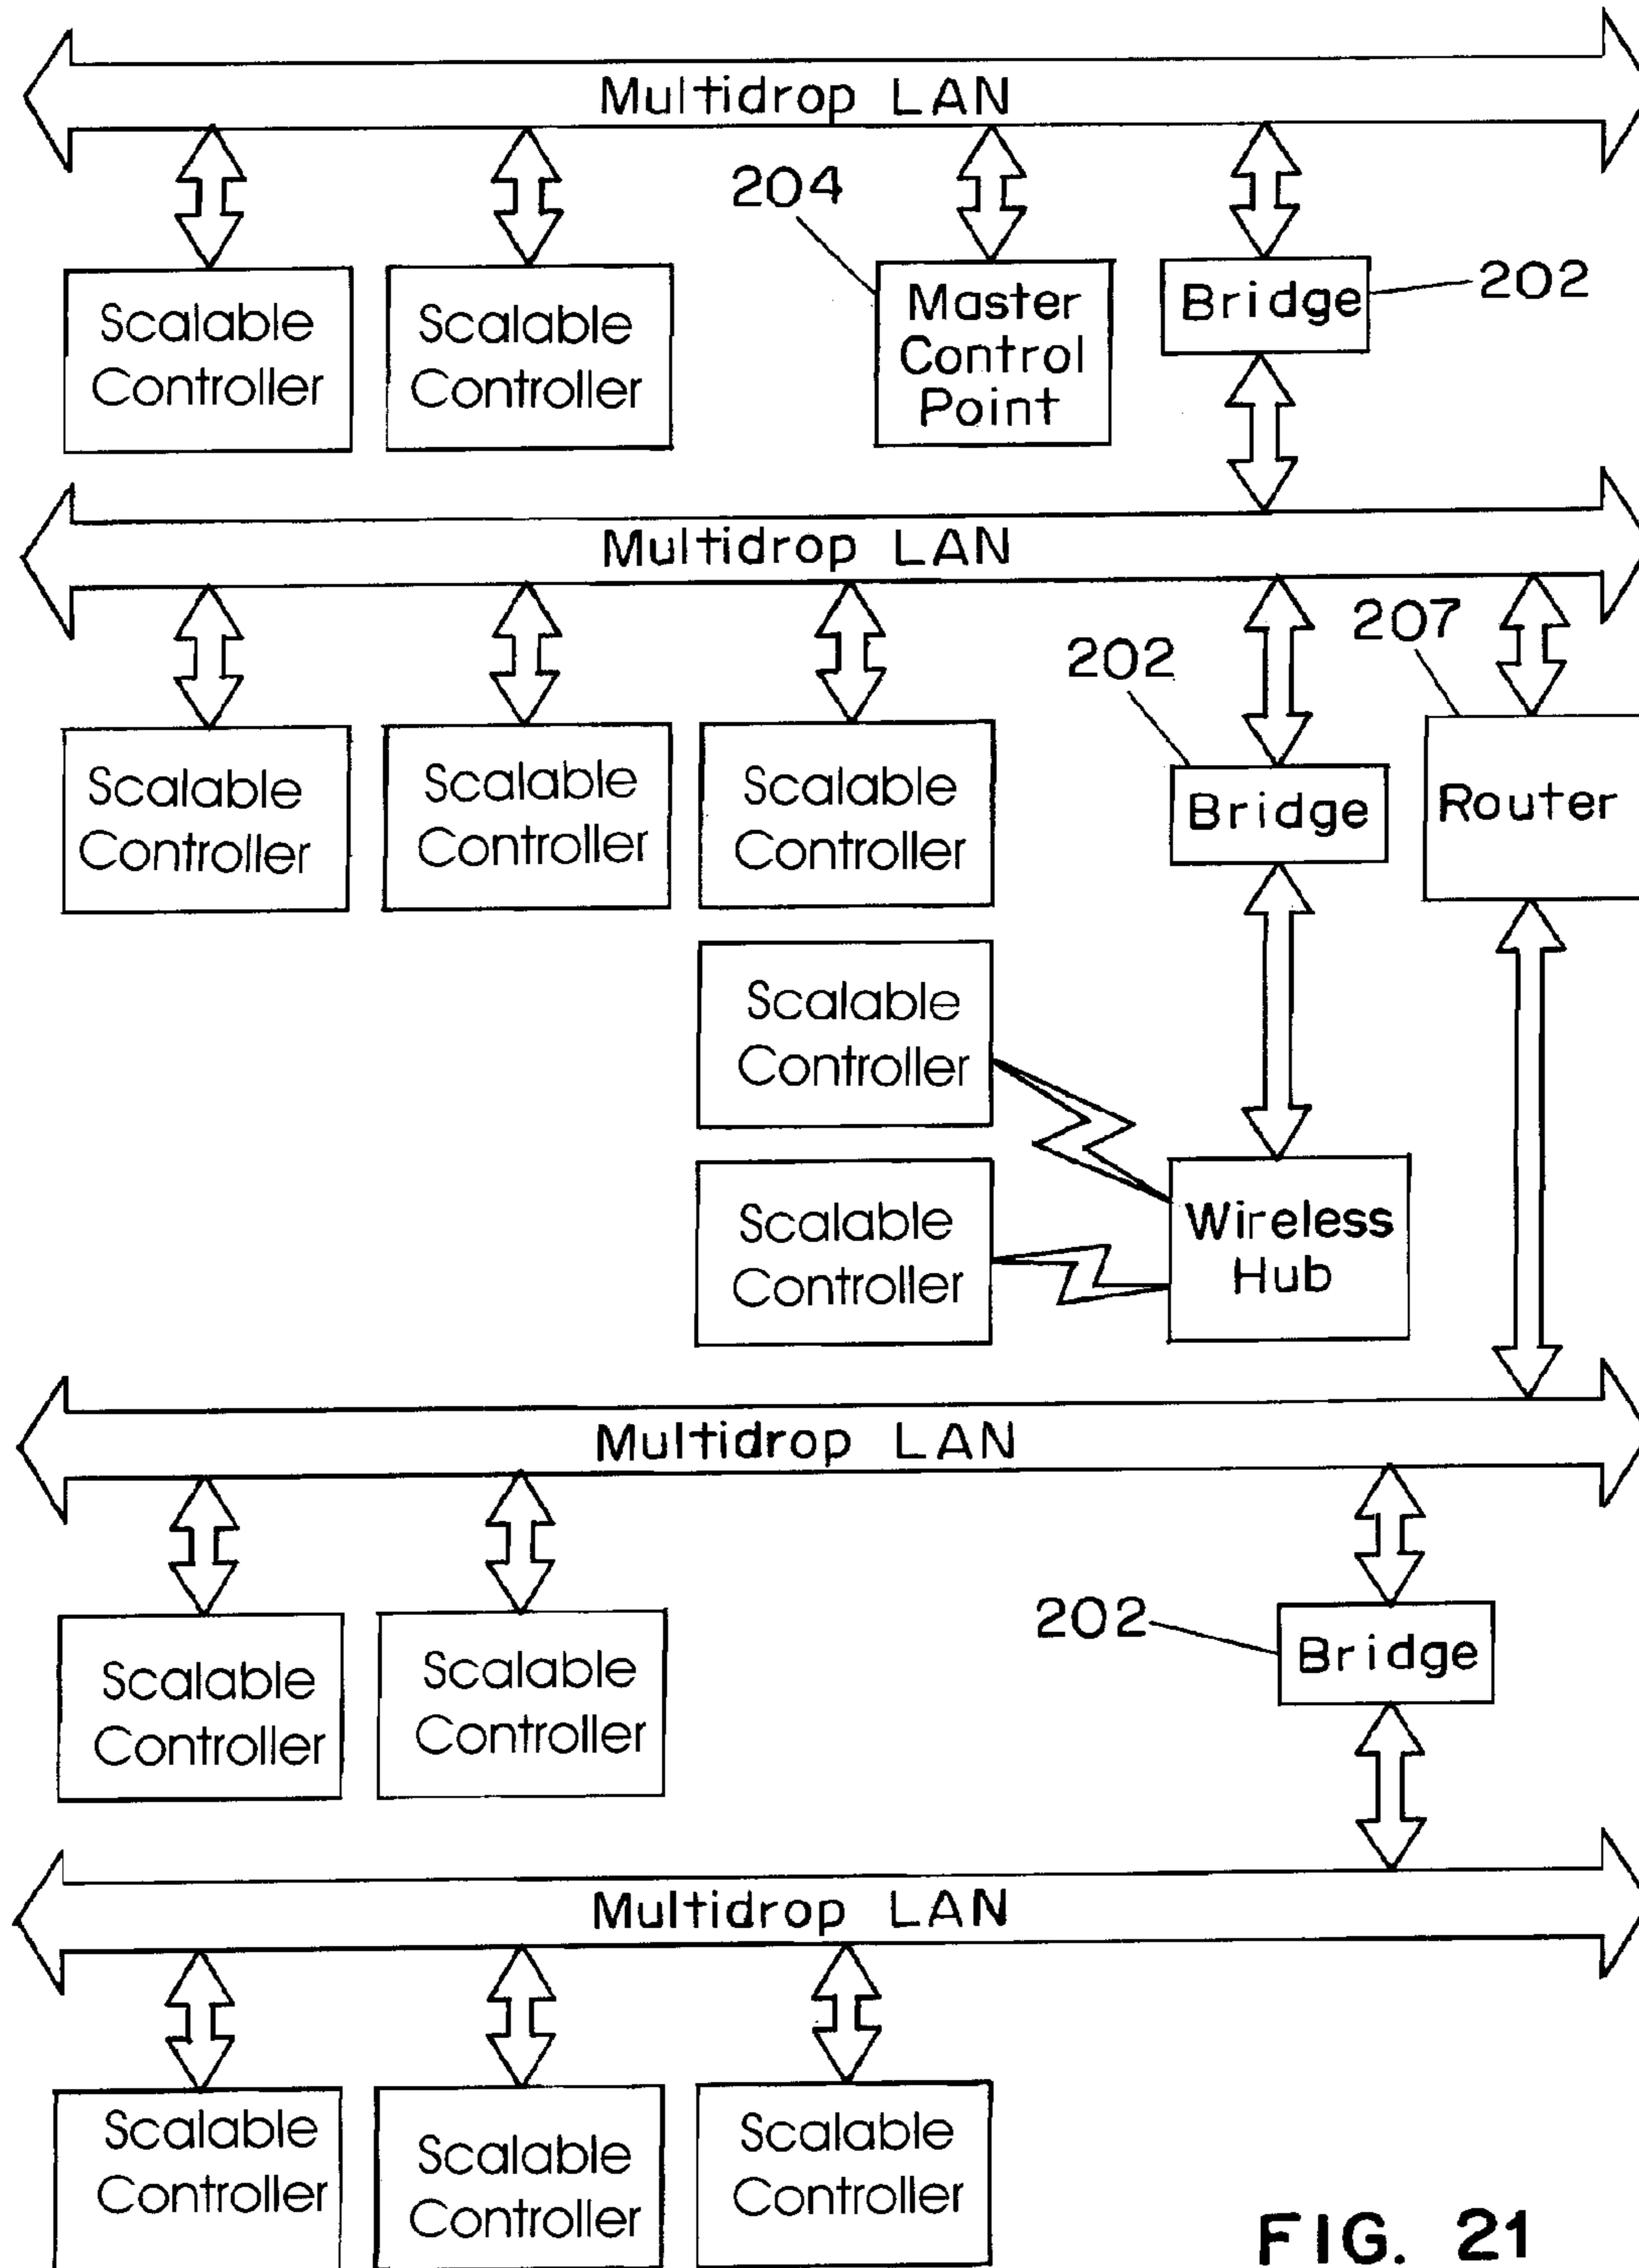 Multidrop LAN
204
202
Scalable
Controller
Scalable
Controller
Master
Control
Point
Bridge
Multidrop LAN
202
207
Scalable
Controller
Scalable
Controller
Scalable
Controller
Bridge
Router
Scalable
Controller
Scalable
Controller
Wireless
Hub
Multidrop LAN
202
Scalable
Controller
Scalable
Controller
Bridge
Multidrop LAN
Scalable
Controller
Scalable
Controller
Scalable
Controller
FIG. 21